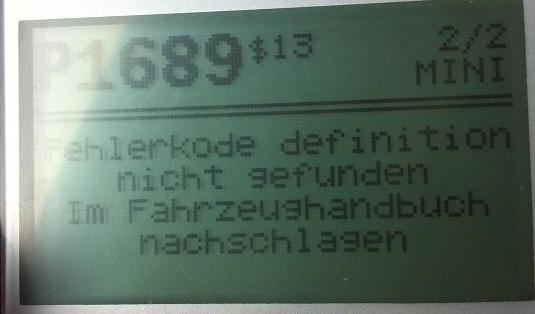 P1689 $13 2/2
MINI
Fehlerkode definition
nicht gefunden
Im Fahrzeughandbuch
nachschlagen